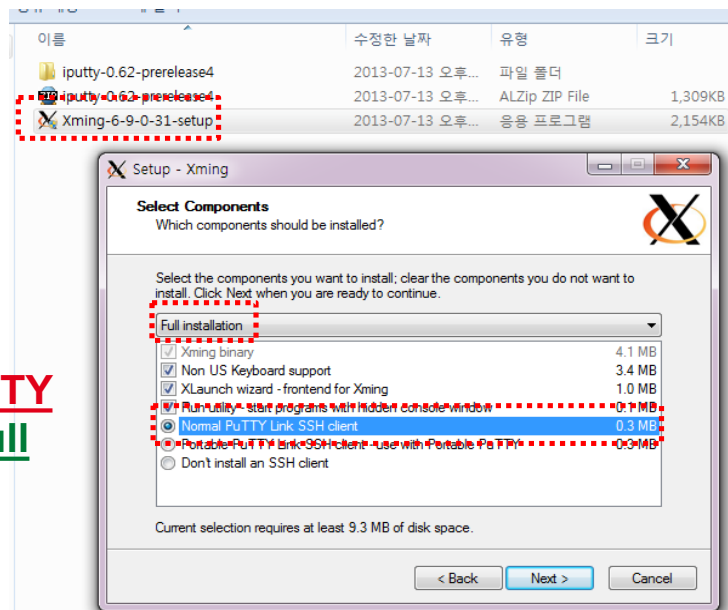 이름 수정한 날짜 유형 크기
iputty-0.62-prerelease4 2013-07-13 오후... 파일 폴더
iputty-0.62-prerelease4 2013-07-13 오후... ALZip ZIP File 1,309KB
Xming-6-9-0-31-setup 2013-07-13 오후... 응용 프로그램 2,154KB
Setup - Xming
Select Components
Which components should be installed?
Select the components you want to install; clear the components you do not want to
install. Click Next when you are ready to continue.
Full installation
Xming binary 4.1 MB
Non US Keyboard support 3.4 MB
XLaunch wizard - frontend for Xming 1.0 MB
Run utility - start programs with hidden console window 0.1 MB
Normal PuTTY Link SSH client 0.3 MB
Portable PuTTY Link SSH client - use with Portable PuTTY 0.3 MB
Don't install an SSH client
TY
all
Current selection requires at least 9.3 MB of disk space.
< Back Next > Cancel